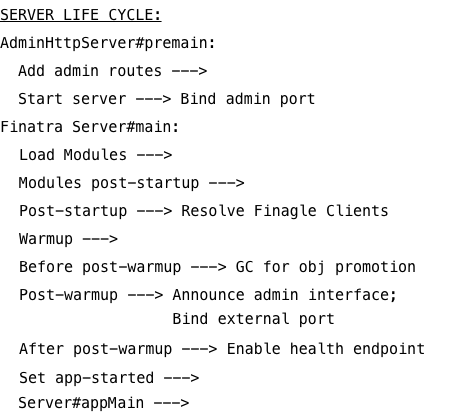 SERVER LIFE CYCLE:
AdminHttpServer#premain:
Add admin routes --->
Start server ---> Bind admin port
Finatra Server#main:
Load Modules --->
Modules post-startup --->
Post-startup ---> Resolve Finagle Clients
Warmup --->
Before post-warmup ---> GC for obj promotion
Post-warmup ---> Announce admin interface;
Bind external port
After post-warmup ---> Enable health endpoint
Set app-started --->
Server#appMain --->